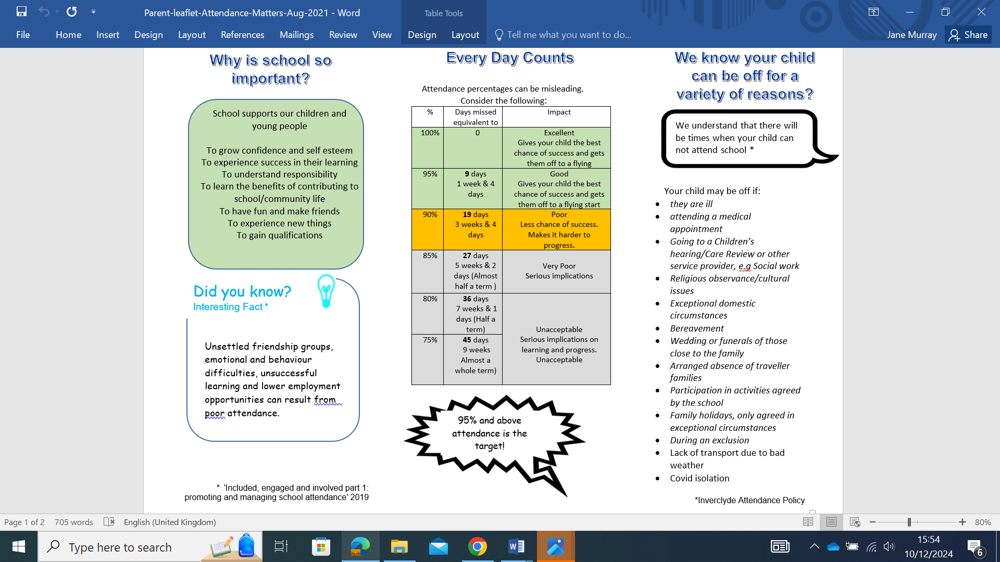 Parent-leaflet-Attendance-Matters-Aug-2021 - Word
Table Tools
File
Home
Insert
Design
Layout
References
Mailings
Review
View
Design
Layout
Tell me what you want to do...
Jane Murray
Share
Why is school so
important?
School supports our children and
young people
To grow confidence and self esteem
To experience success in their learning
To understand responsibility
To learn the benefits of contributing to
school/community life
To have fun and make friends
To experience new things
To gain qualifications
Did you know?
Interesting Fact *
Unsettled friendship groups,
emotional and behaviour
difficulties, unsuccessful
learning and lower employment
opportunities can result from
poor attendance.
* 'Included, engaged and involved part 1:
promoting and managing school attendance' 2019
Every Day Counts
Attendance percentages can be misleading.
Consider the following:
%
Days missed
equivalent to
Impact
100%
0
Excellent
Gives your child the best
chance of success and gets
them off to a flying
95%
9 days
1 week & 4
days
Good
Gives your child the best
chance of success and gets
them off to a flying start
90%
19 days
3 weeks & 4
days
Poor
Less chance of success.
Makes it harder to
progress.
85%
27 days
5 weeks & 2
days (Almost
half a term )
Very Poor
Serious implications
80%
36 days
7 weeks & 1
days (Half a
term)
75%
45 days
9 weeks
Almost a
whole term)
Unacceptable
Serious implications on
learning and progress.
Unacceptable
95% and above
attendance is the
target!
We know your child
can be off for a
variety of reasons?
We understand that there will
be times when your child can
not attend school *
Your child may be off if:
• they are ill
• attending a medical
appointment
• Going to a Children’s
hearing/Care Review or other
service provider, e.g Social work
• Religious observance/cultural
issues
• Exceptional domestic
circumstances
• Bereavement
• Wedding or funerals of those
close to the family
• Arranged absence of traveller
families
• Participation in activities agreed
by the school
• Family holidays, only agreed in
exceptional circumstances
• During an exclusion
• Lack of transport due to bad
weather
• Covid isolation
*Inverclyde Attendance Policy
Page 1 of 2
705 words
English (United Kingdom)
80%
Type here to search
15:54
10/12/2024
6